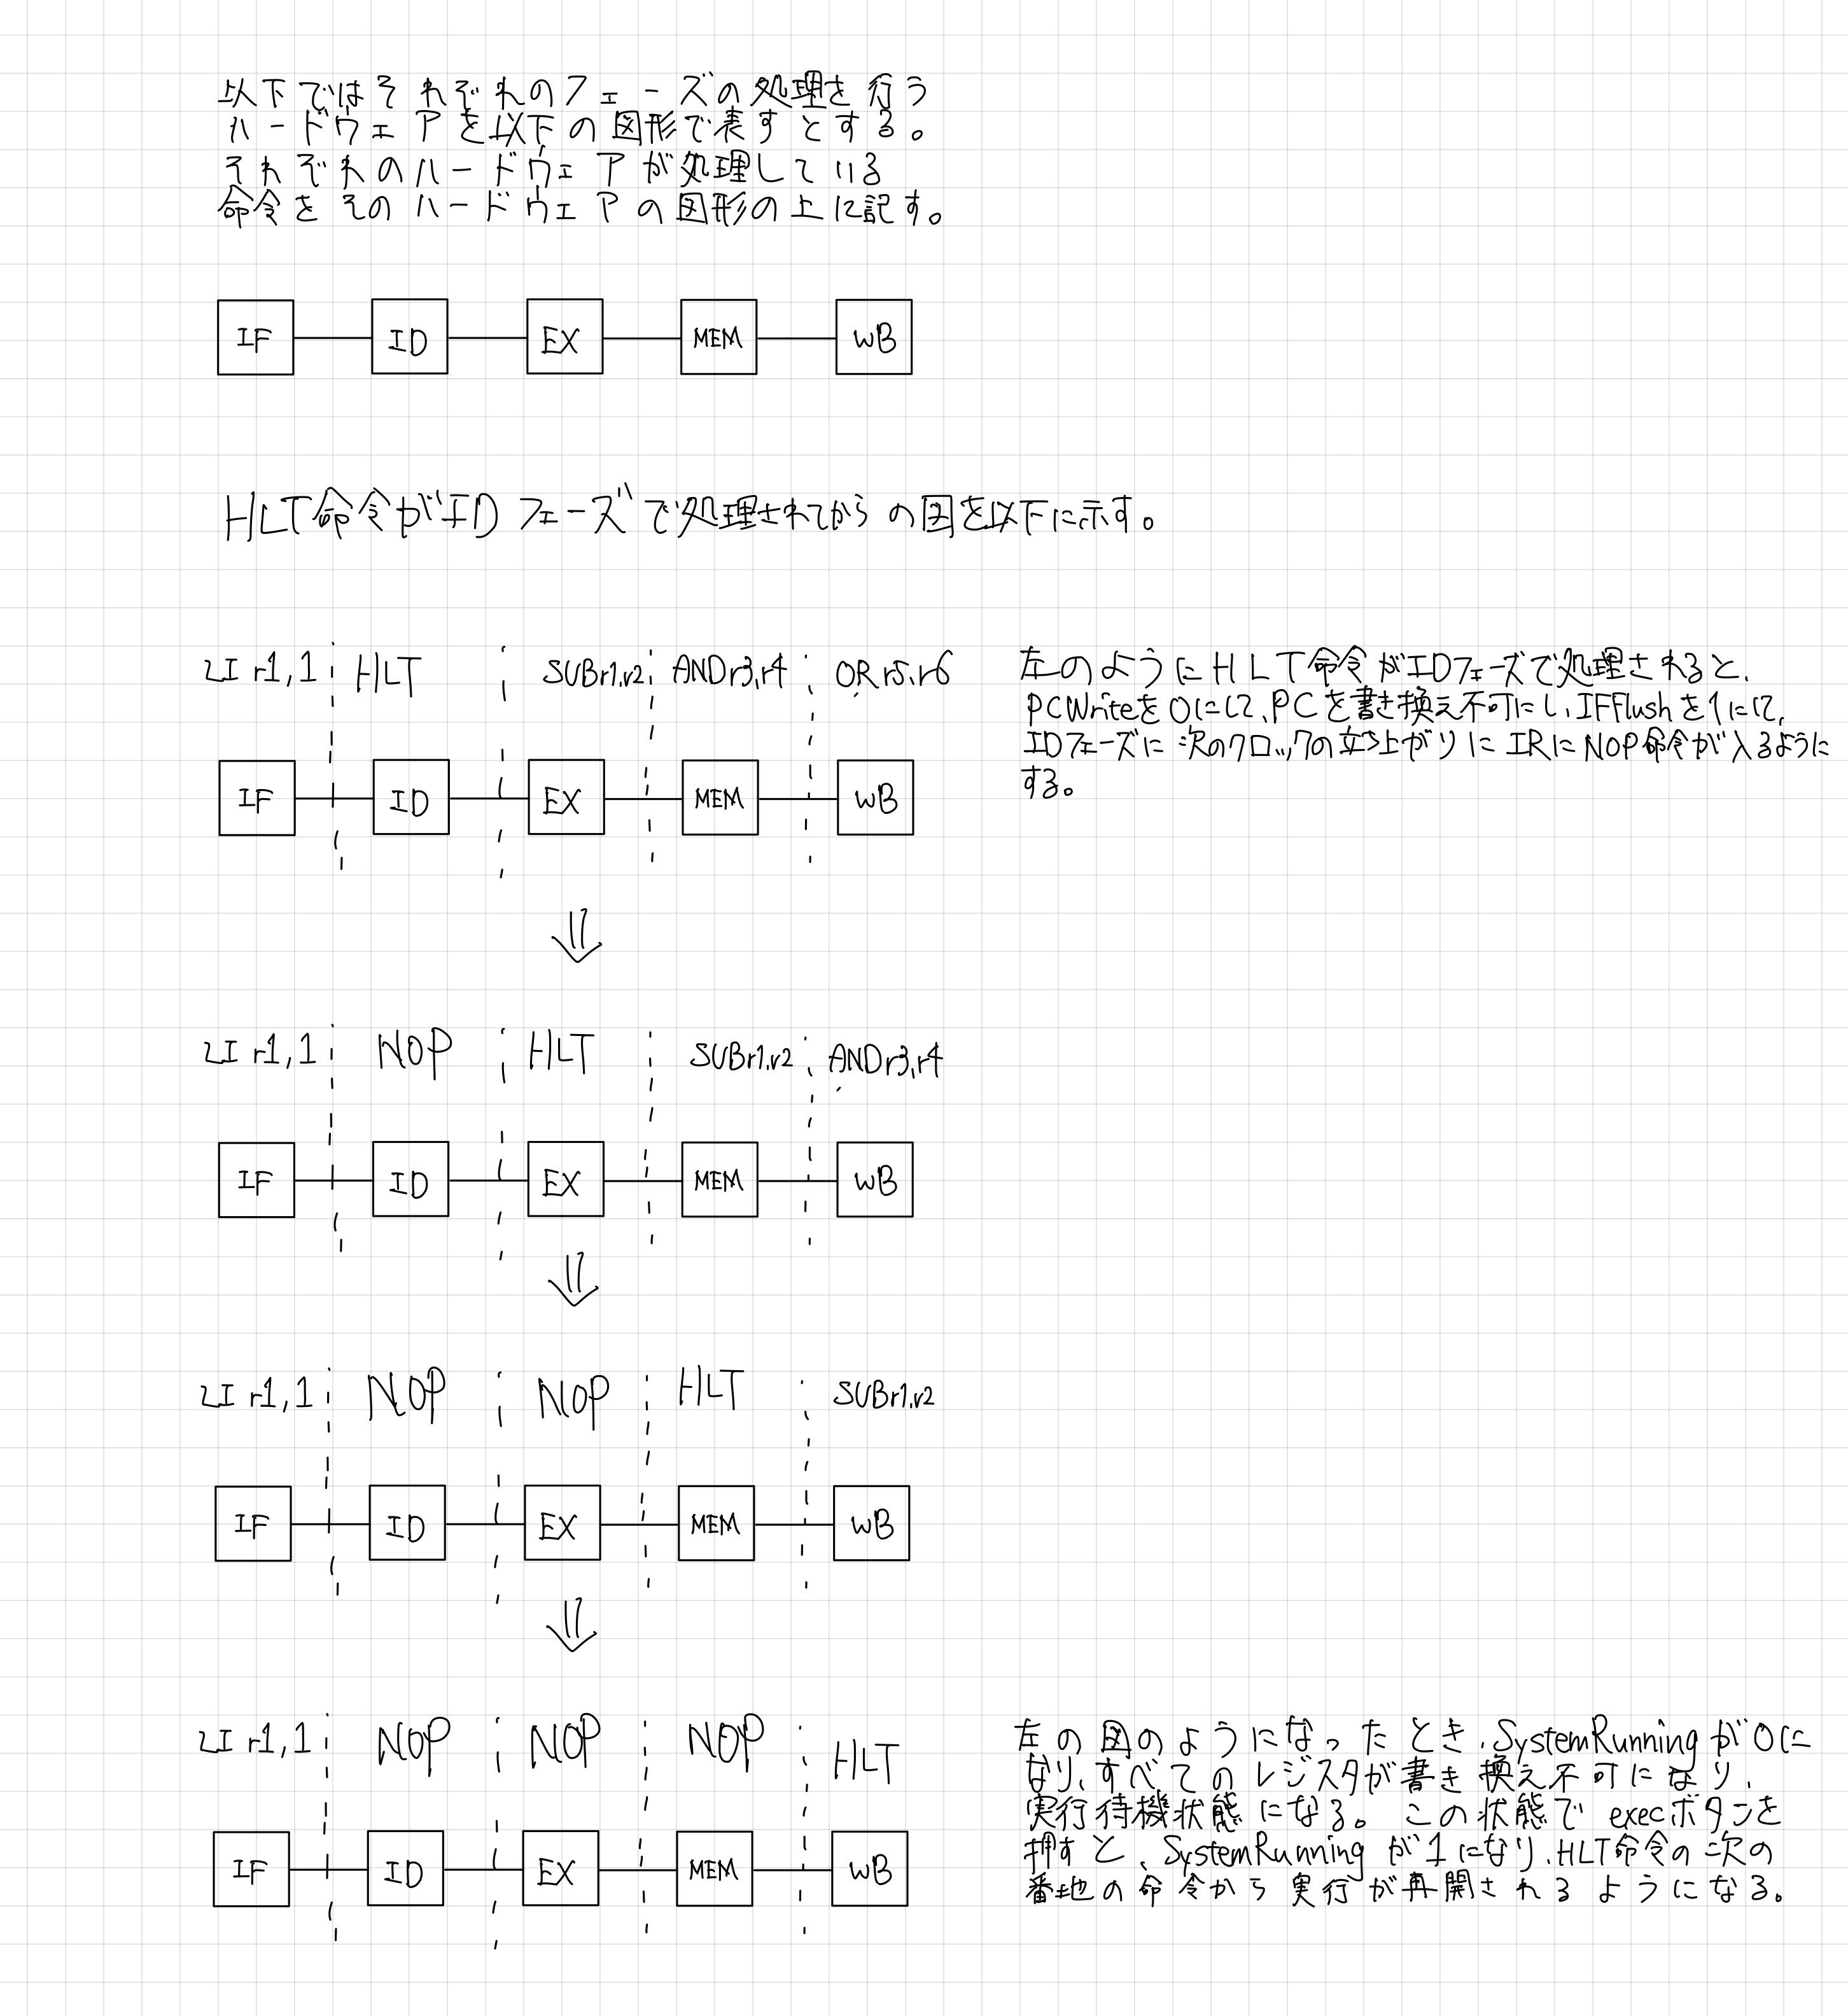 以下ではそれぞれのフェーズの処理を行う
ハードウェアを以下の図形で表すとする。
それぞれのハードウェアが処理している
命令をそのハードウェアの図形の上に記す。
IF ID EX MEM WB
HLT命令がIDフェーズで処理されてからの図を以下に示す。
LI r1,1 HLT SUB r1,r2 AND r3,r4 OR r5,r6
IF ID EX MEM WB
左のようにHLT命令がIDフェーズで処理されると、
PCWriteを0にして、PCを書き換え不可にし、IFFlushを1にして、
IDフェーズに次のクロックの立ち上がりにIRにNOP命令が入るように
する。
LI r1,1 NOP HLT SUB r1,r2 AND r3,r4
IF ID EX MEM WB
LI r1,1 NOP NOP HLT SUB r1,r2
IF ID EX MEM WB
LI r1,1 NOP NOP NOP HLT
IF ID EX MEM WB
左の図のようになったとき、SystemRunningが0に
なり、すべてのレジスタが書き換え不可になり、
実行待機状態になる。この状態でexecボタンを
押すと、SystemRunningが1になり、HLT命令の次の
番地の命令から実行が再開されるようになる。